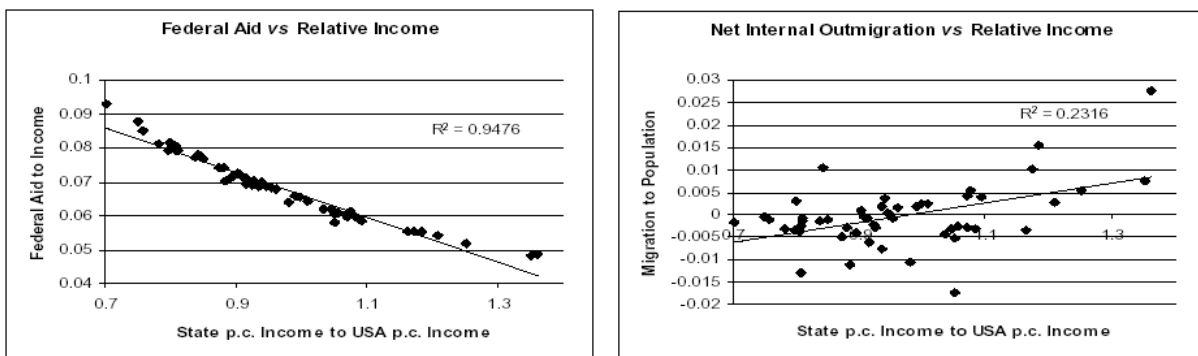 Federal Aid vs Relative Income
0.1
0.09
0.08
0.07
0.06
0.05
0.04
0.7 0.9 1.1 1.3
R² = 0.9476
Federal Aid to Income
State p.c. Income to USA p.c. Income
Net Internal Outmigration vs Relative Income
0.03
0.025
0.02
0.015
0.01
0.005
0
-0.005
-0.01
-0.015
-0.02
0.7 0.9 1.1 1.3
R² = 0.2316
Migration to Population
State p.c. Income to USA p.c. Income